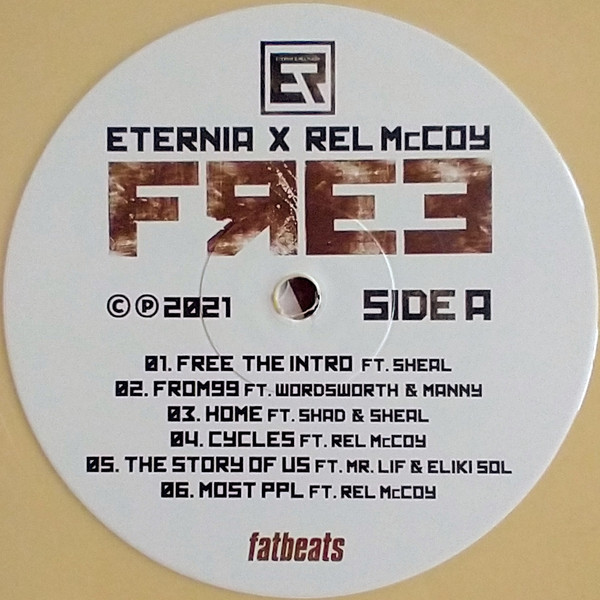 ER
ETERNIA X REL McCOY
FREE
© ℗ 2021
SIDE A
01. FREE THE INTRO FT. SHEAL
02. FROM99 FT. WORDSWORTH & MANNY
03. HOME FT. SHAD & SHEAL
04. CYCLES FT. REL McCOY
05. THE STORY OF US FT. MR. LIF & ELIKI SOL
06. MOST PPL FT. REL McCOY
fatbeats